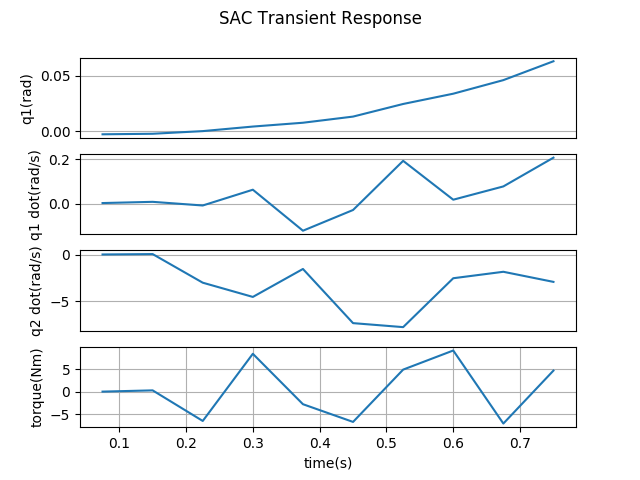 SAC Transient Response
q1(rad)
0.05
0.00
q1 dot(rad/s)
0.2
0.0
q2 dot(rad/s)
0
−5
torque(Nm)
5
0
−5
0.1 0.2 0.3 0.4 0.5 0.6 0.7
time(s)